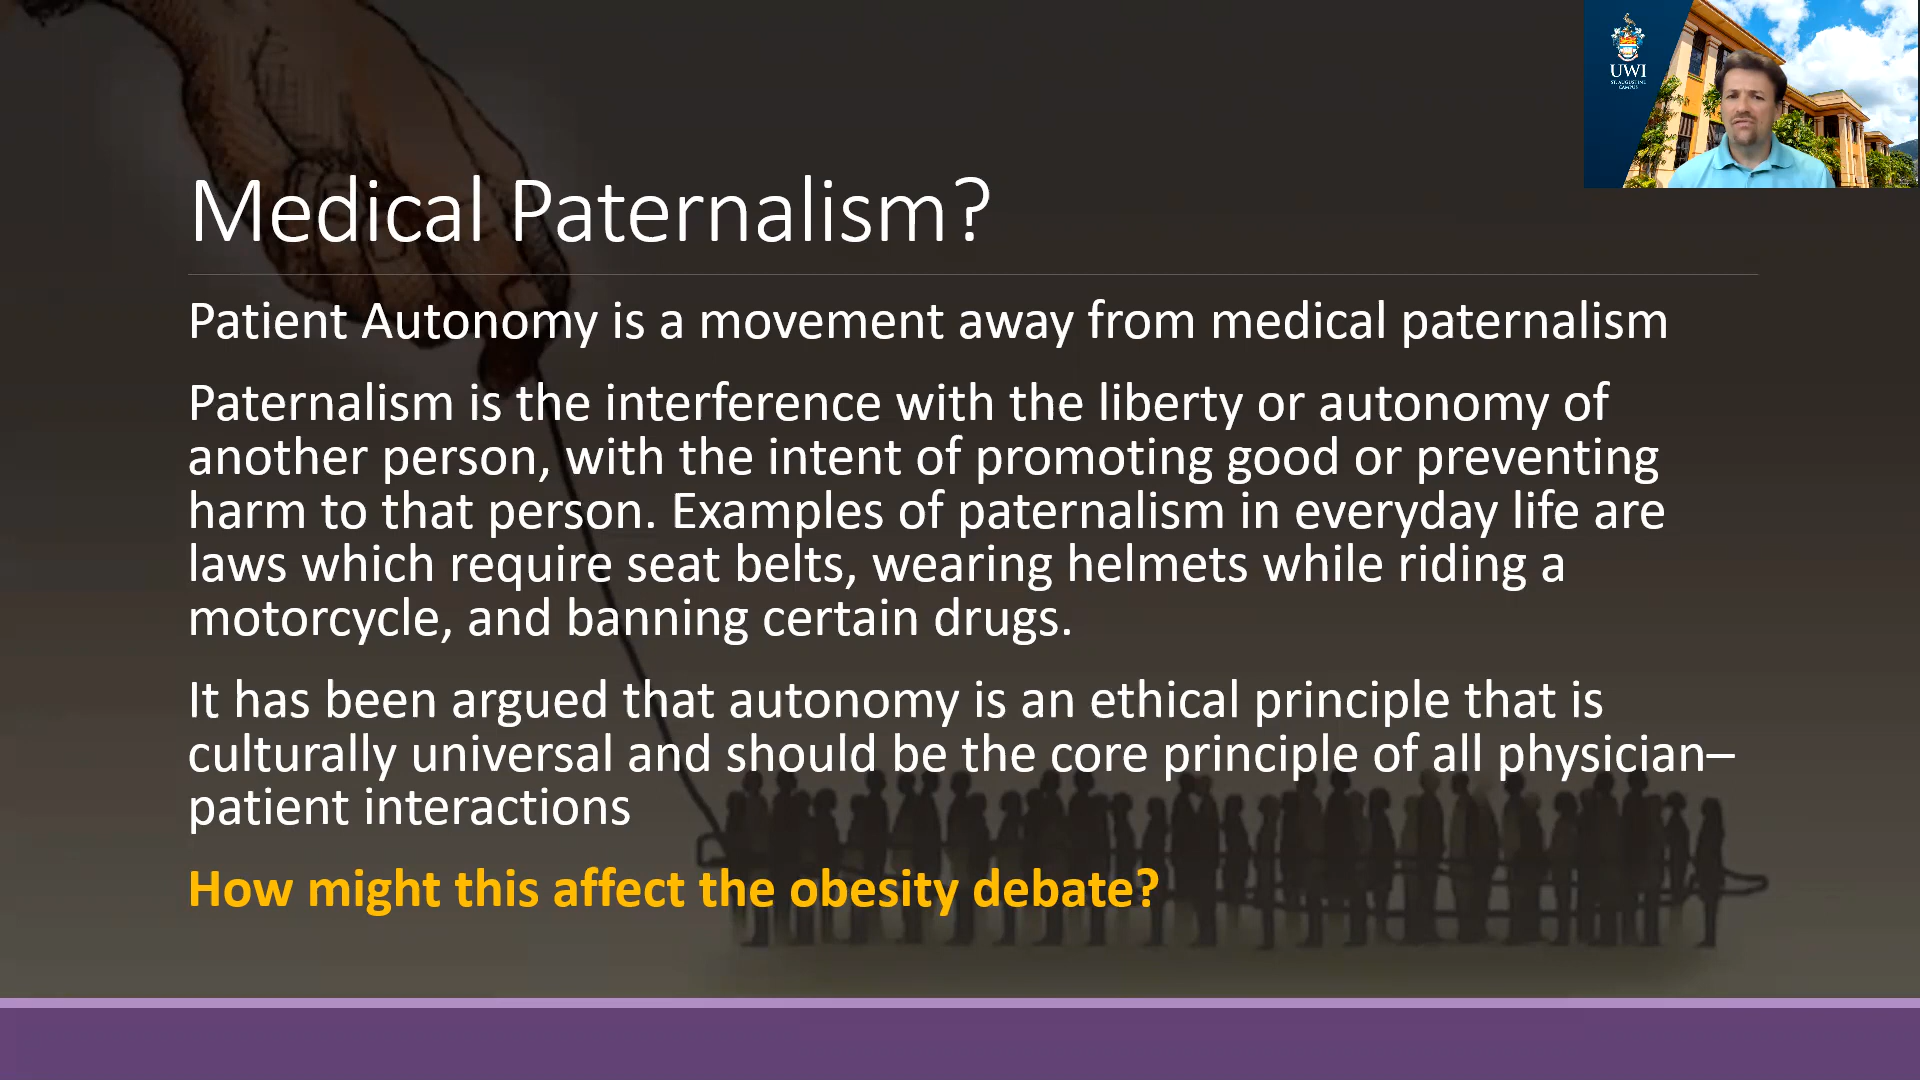 UWI
ST. AUGUSTINE
CAMPUS
Medical Paternalism?
Patient Autonomy is a movement away from medical paternalism
Paternalism is the interference with the liberty or autonomy of
another person, with the intent of promoting good or preventing
harm to that person. Examples of paternalism in everyday life are
laws which require seat belts, wearing helmets while riding a
motorcycle, and banning certain drugs.
It has been argued that autonomy is an ethical principle that is
culturally universal and should be the core principle of all physician–
patient interactions
How might this affect the obesity debate?